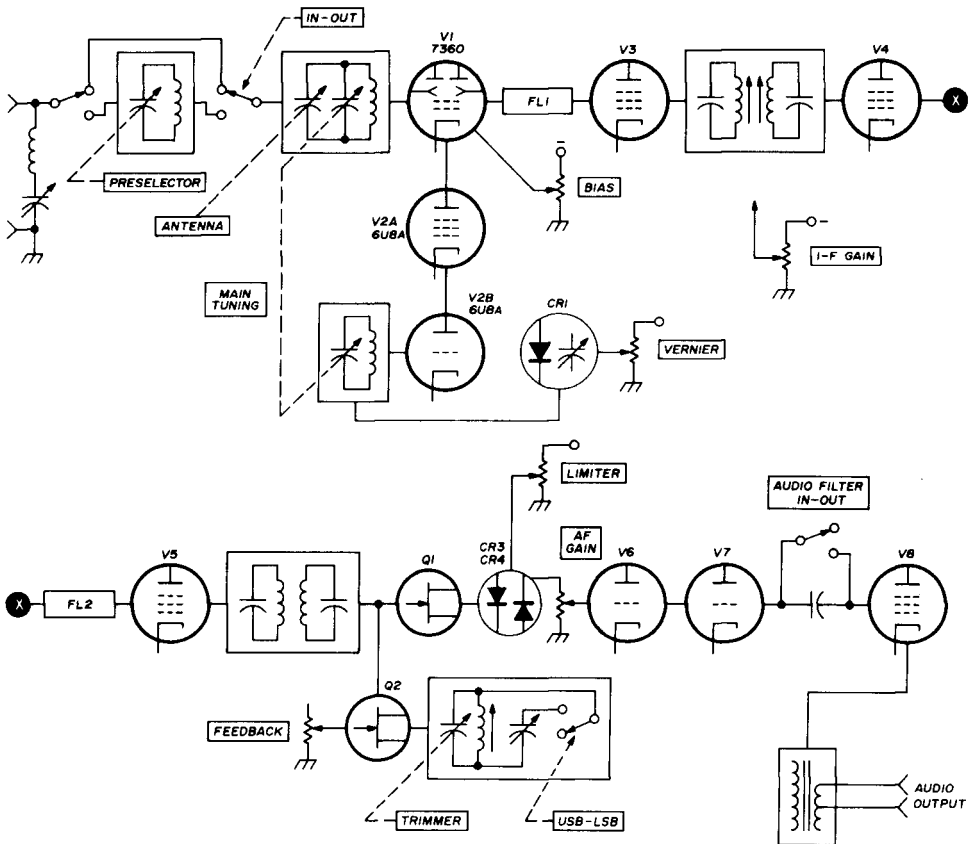 IN-OUT
V1
7360
V3
V4
FL1
X
PRESELECTOR
BIAS
ANTENNA
V2A
6U8A
I-F GAIN
MAIN
TUNING
V2B
6U8A
CR1
VERNIER
LIMITER
AUDIO FILTER
IN-OUT
V5
Q1
CR3
CR4
AF
GAIN
V6
V7
V8
X
FL2
Q2
FEEDBACK
AUDIO
OUTPUT
TRIMMER
USB-LSB